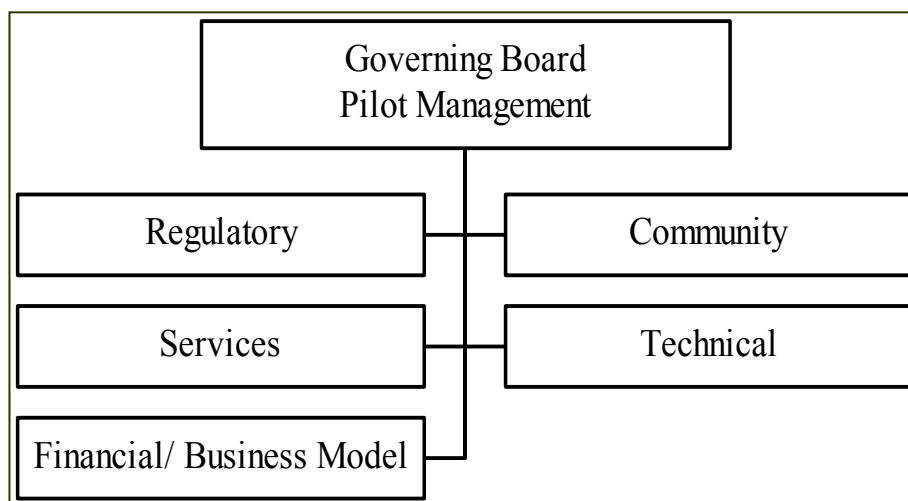 Governing Board
Pilot Management
Regulatory
Community
Services
Technical
Financial/ Business Model